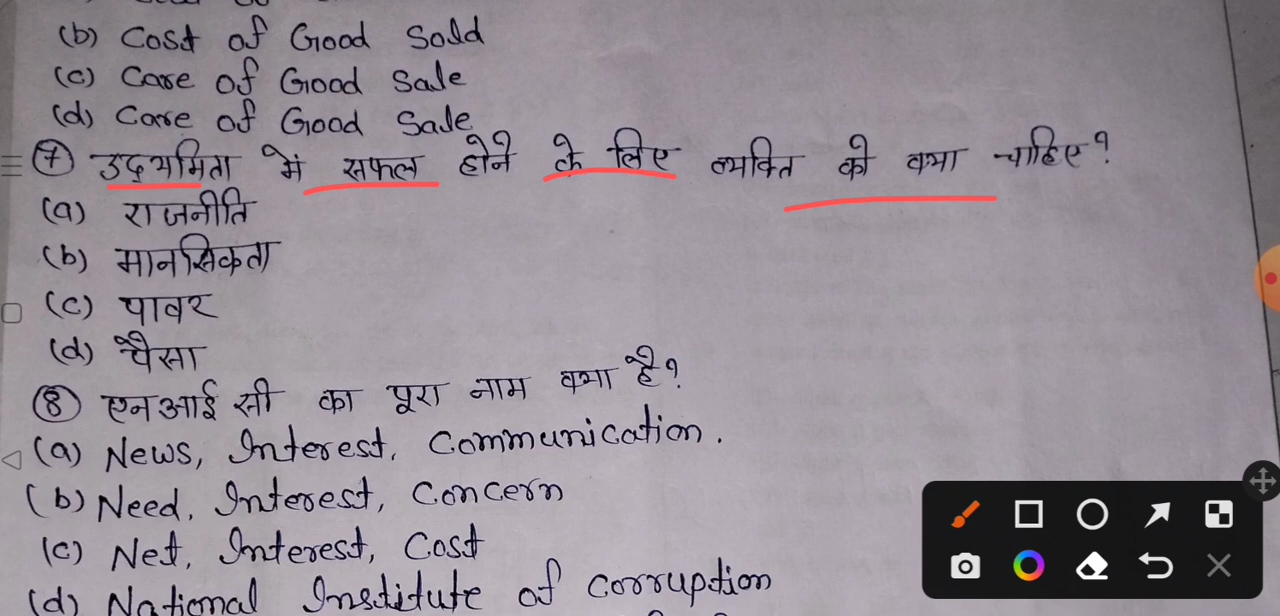 (b) Cost of Good Sold
(c) Care of Good Sale
(d) Care of Good Sale
⑦ उद्यमिता में सफल होने के लिए व्यक्ति को क्या चाहिए?
(a) राजनीति
(b) मानसिकता
(c) पावर
(d) पैसा
⑧ एनआई सी का पूरा नाम क्या है?
(a) News, Interest, Communication.
(b) Need, Interest, Concern
(c) Net, Interest, Cost
(d) National Institute of corruption